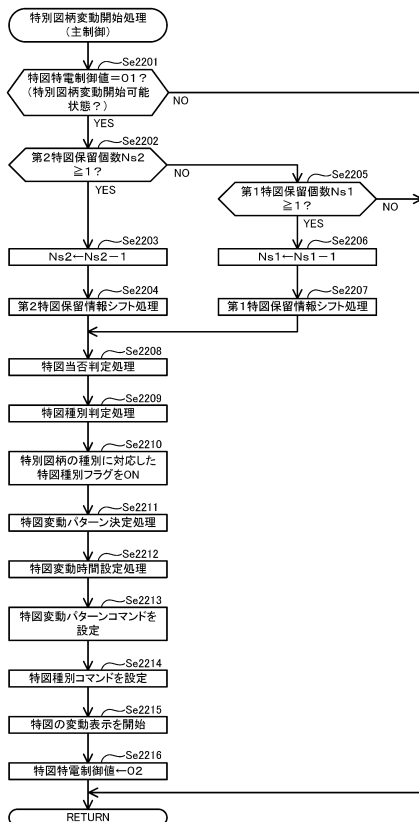 特別図柄変動開始処理
(主制御)
Se2201
特図特電制御値=01?
(特別図柄変動開始可能
状態?)
NO
YES
Se2202
第2特図保留個数Ns2
≧1?
NO
YES
Se2205
第1特図保留個数Ns1
≧1?
NO
YES
Se2203
Ns2←Ns2-1
Se2206
Ns1←Ns1-1
Se2204
第2特図保留情報シフト処理
Se2207
第1特図保留情報シフト処理
Se2208
特図当否判定処理
Se2209
特図種別判定処理
Se2210
特別図柄の種別に対応した
特図種別フラグをON
Se2211
特図変動パターン決定処理
Se2212
特図変動時間設定処理
Se2213
特図変動パターンコマンドを
設定
Se2214
特図種別コマンドを設定
Se2215
特図の変動表示を開始
Se2216
特図特電制御値←02
RETURN